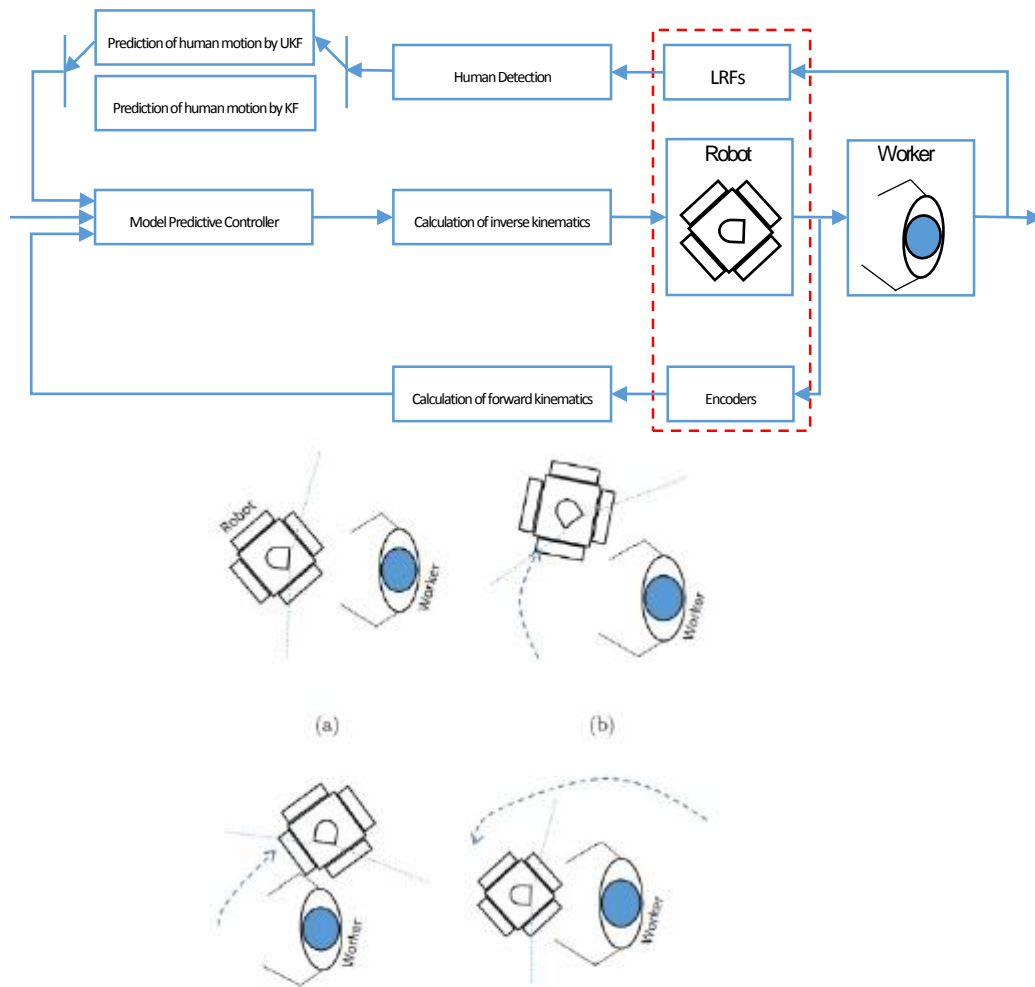 Prediction of human motion by UKF
Human Detection
LRFs
Prediction of human motion by KF
Robot
Worker
Model Predictive Controller
Calculation of inverse kinematics
Calculation of forward kinematics
Encoders
Robot
Worker
Worker
(a)
(b)
Worker
Worker